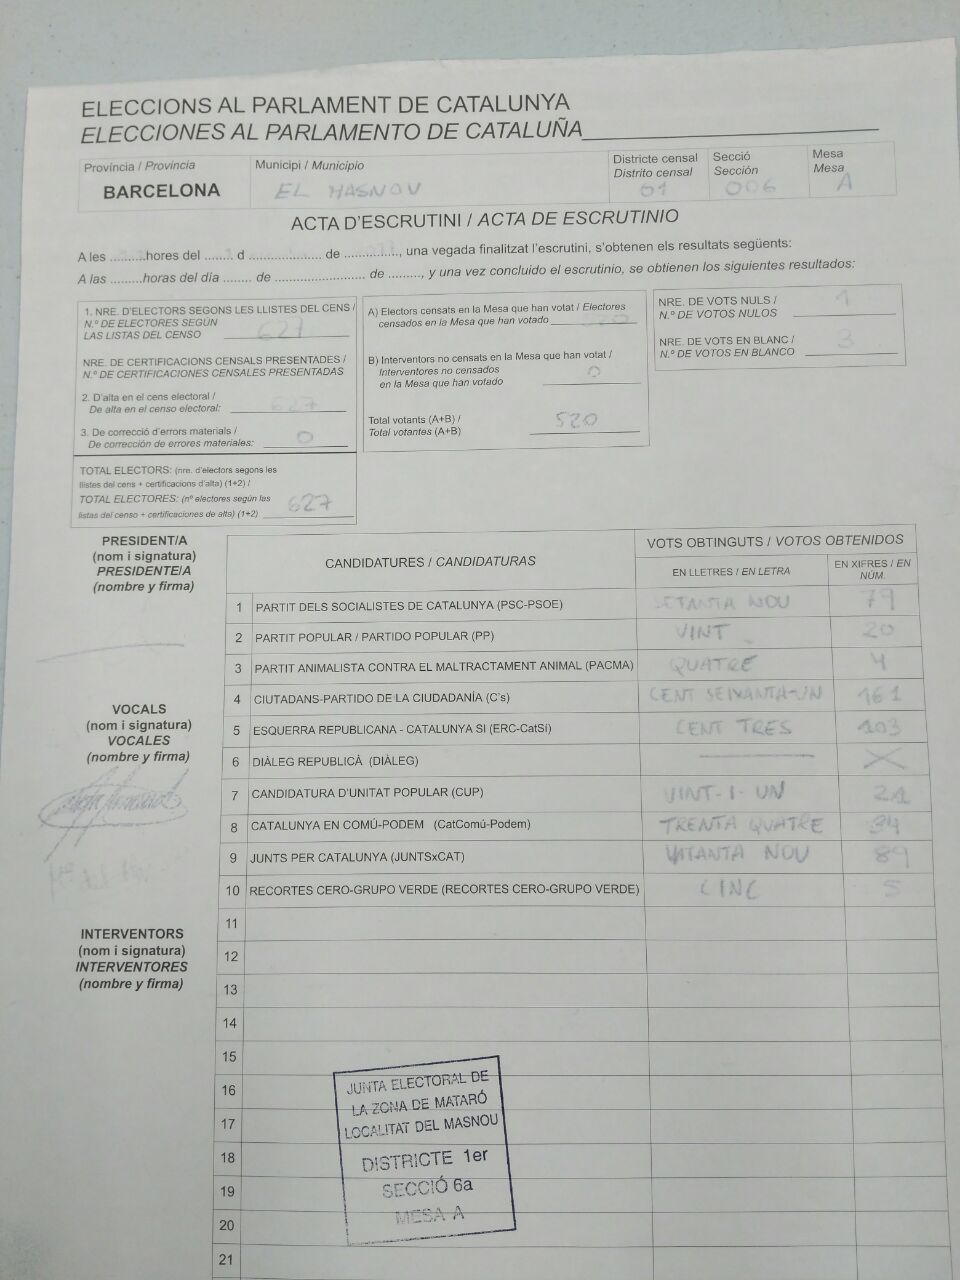 ELECCIONS AL PARLAMENT DE CATALUNYA
ELECCIONES AL PARLAMENTO DE CATALUÑA
Província / Provincia Municipi / Municipio Districte censal Secció Mesa
Distrito censal Sección Mesa
BARCELONA EL MASNOU 01 006 A
ACTA D'ESCRUTINI / ACTA DE ESCRUTINIO
A les .........hores del ........ d ...................... de ............., una vegada finalitzat l'escrutini, s'obtenen els resultats següents:
A las .........horas del día ....... de ........................... de ........, y una vez concluido el escrutinio, se obtienen los siguientes resultados:
1. NRE. D'ELECTORS SEGONS LES LLISTES DEL CENS /
N.º DE ELECTORES SEGÚN
LAS LISTAS DEL CENSO 627
NRE. DE CERTIFICACIONS CENSALS PRESENTADES /
N.º DE CERTIFICACIONES CENSALES PRESENTADAS
2. D'alta en el cens electoral /
De alta en el censo electoral: 627
3. De correcció d'errors materials /
De corrección de errores materiales: 0
TOTAL ELECTORS: (nre. d'electors segons les
llistes del cens + certificacions d'alta) (1+2) /
TOTAL ELECTORES: (nº electores según las
listas del censo + certificaciones de alta) (1+2) 627
A) Electors censats en la Mesa que han votat / Electores
censados en la Mesa que han votado 520
B) Interventors no censats en la Mesa que han votat /
Interventores no censados
en la Mesa que han votado 0
Total votants (A+B) /
Total votantes (A+B) 520
NRE. DE VOTS NULS /
N.º DE VOTOS NULOS 1
NRE. DE VOTS EN BLANC /
N.º DE VOTOS EN BLANCO 3
PRESIDENT/A
(nom i signatura)
PRESIDENTE/A
(nombre y firma)
VOCALS
(nom i signatura)
VOCALES
(nombre y firma)
INTERVENTORS
(nom i signatura)
INTERVENTORES
(nombre y firma)
CANDIDATURES / CANDIDATURAS VOTS OBTINGUTS / VOTOS OBTENIDOS
EN LLETRES / EN LETRA EN XIFRES / EN NÚM.
1 PARTIT DELS SOCIALISTES DE CATALUNYA (PSC-PSOE) SETANTA NOU 79
2 PARTIT POPULAR / PARTIDO POPULAR (PP) VINT 20
3 PARTIT ANIMALISTA CONTRA EL MALTRACTAMENT ANIMAL (PACMA) QUATRE 4
4 CIUTADANS-PARTIDO DE LA CIUDADANÍA (C's) CENT SEIXANTA-UN 161
5 ESQUERRA REPUBLICANA - CATALUNYA SI (ERC-CatSí) CENT TRES 103
6 DIÀLEG REPUBLICÀ (DIÀLEG)
7 CANDIDATURA D'UNITAT POPULAR (CUP) VINT-I-UN 21
8 CATALUNYA EN COMÚ-PODEM (CatComú-Podem) TRENTA QUATRE 34
9 JUNTS PER CATALUNYA (JUNTSxCAT) VUITANTA NOU 89
10 RECORTES CERO-GRUPO VERDE (RECORTES CERO-GRUPO VERDE) CINC 5
11
12
13
14
15
16
17
18
19
20
21
JUNTA ELECTORAL DE
LA ZONA DE MATARÓ
LOCALITAT DEL MASNOU
DISTRICTE 1er
SECCIÓ 6a
MESA A